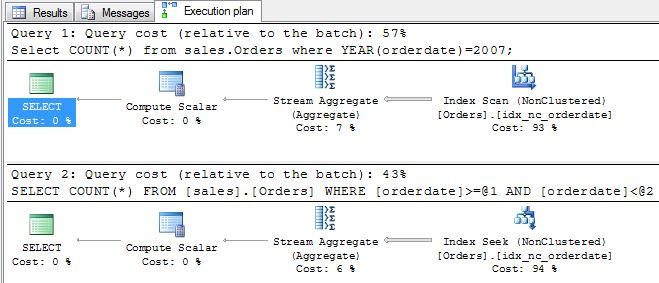 Results Messages Execution plan
Query 1: Query cost (relative to the batch): 57%
Select COUNT(*) from sales.Orders where YEAR(orderdate)=2007;
SELECT
Cost: 0 %
Compute Scalar
Cost: 0 %
Stream Aggregate
(Aggregate)
Cost: 7 %
Index Scan (NonClustered)
[Orders].[idx_nc_orderdate]
Cost: 93 %
Query 2: Query cost (relative to the batch): 43%
SELECT COUNT(*) FROM [sales].[Orders] WHERE [orderdate]>=@1 AND [orderdate]<@2
SELECT
Cost: 0 %
Compute Scalar
Cost: 0 %
Stream Aggregate
(Aggregate)
Cost: 6 %
Index Seek (NonClustered)
[Orders].[idx_nc_orderdate]
Cost: 94 %